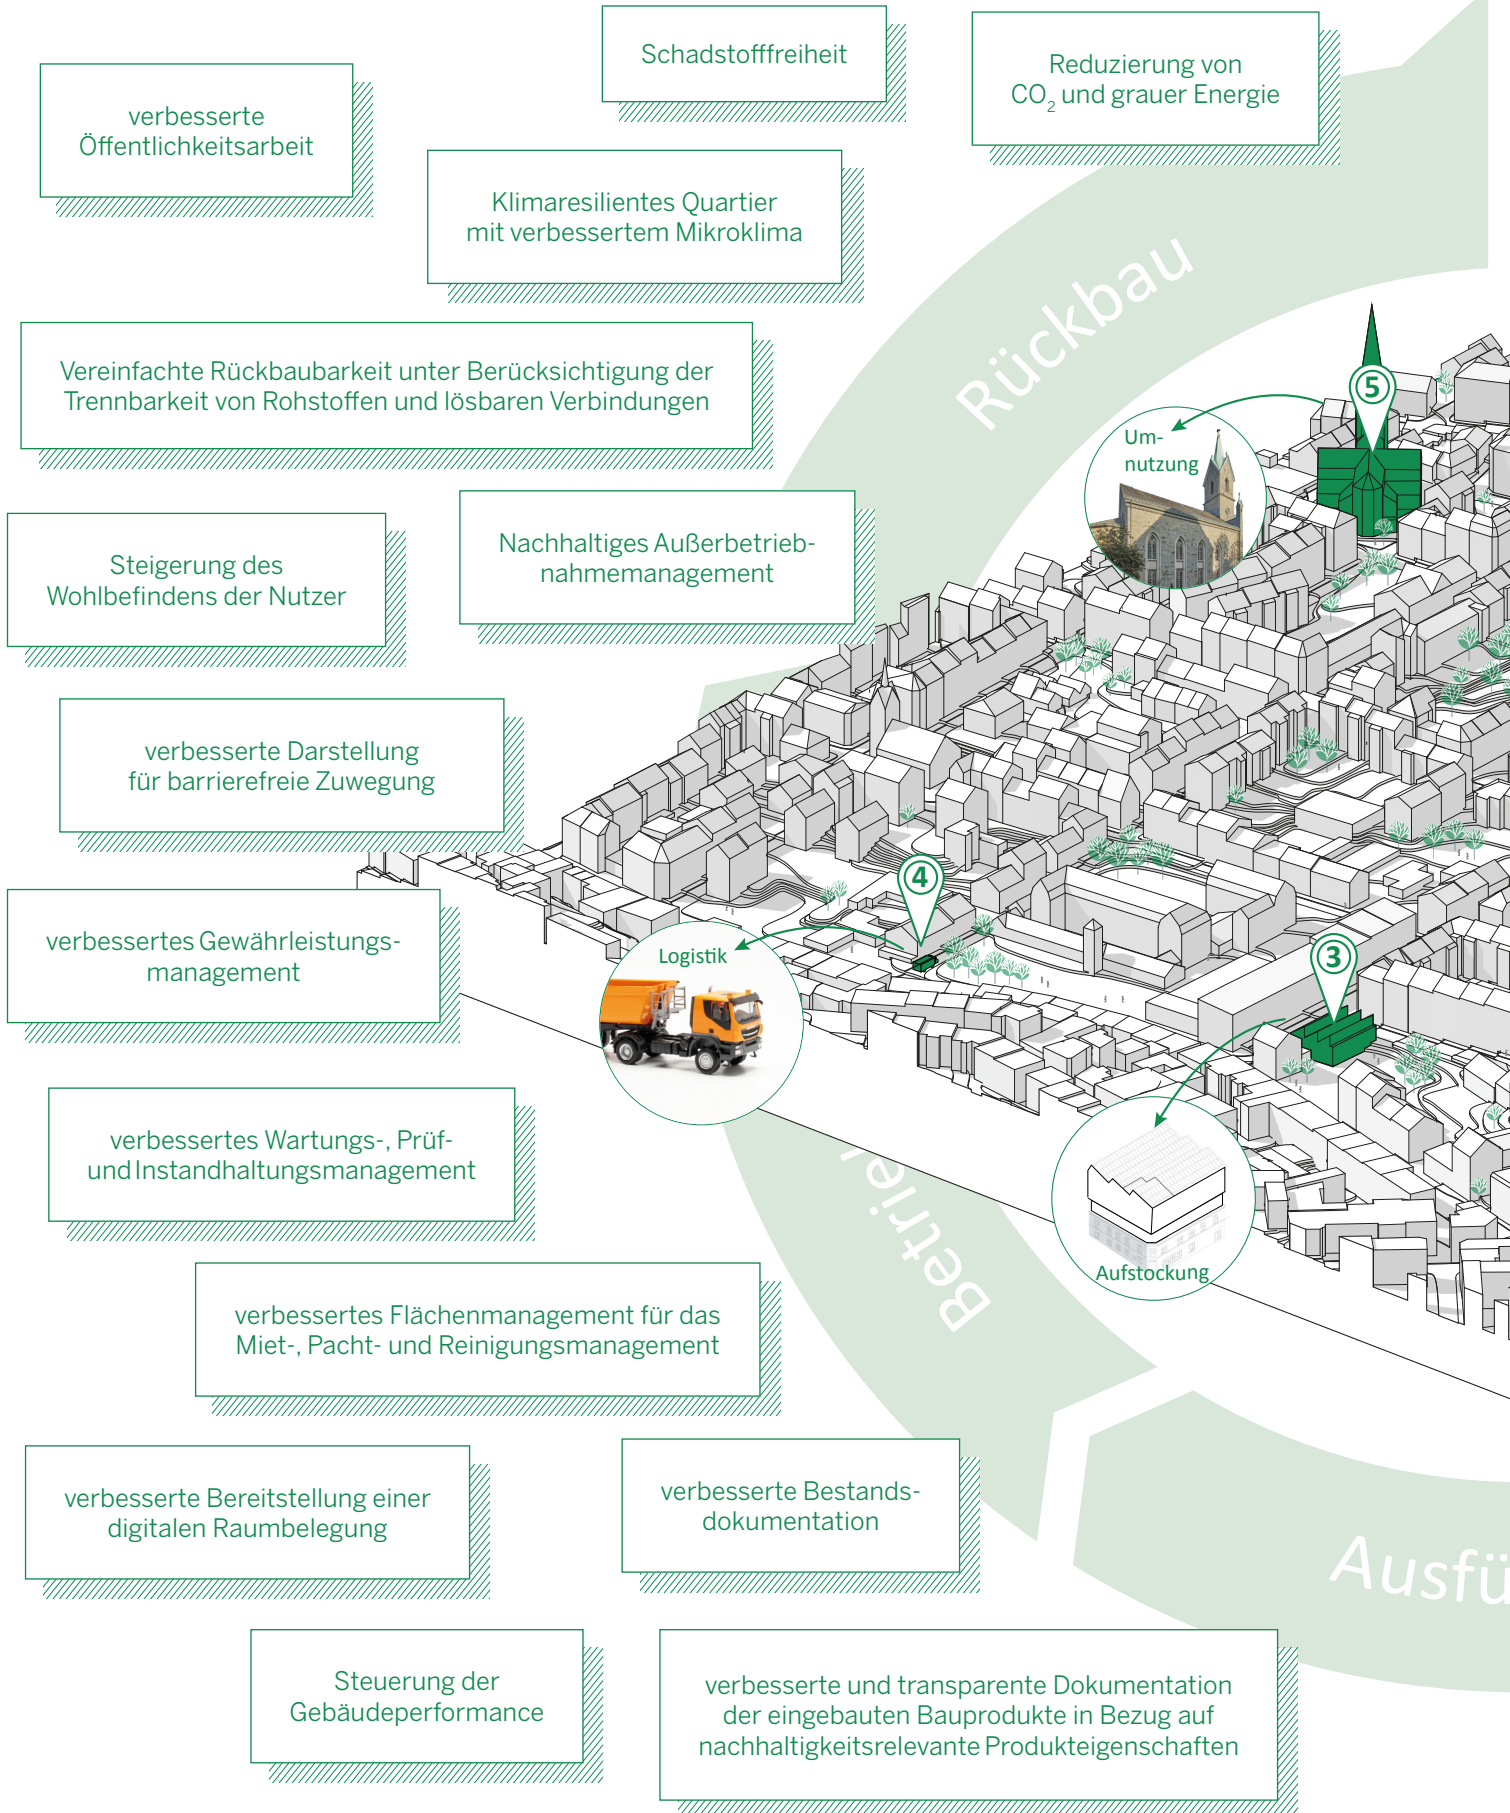 Schadstofffreiheit
Reduzierung von
CO₂ und grauer Energie
verbesserte
Öffentlichkeitsarbeit
Klimaresilientes Quartier
mit verbessertem Mikroklima
Rückbau
Vereinfachte Rückbaubarkeit unter Berücksichtigung der
Trennbarkeit von Rohstoffen und lösbaren Verbindungen
5
Um-
nutzung
Steigerung des
Wohlbefindens der Nutzer
Nachhaltiges Außerbetrieb-
nahmemanagement
verbesserte Darstellung
für barrierefreie Zuwegung
4
verbessertes Gewährleistungs-
management
Logistik
3
verbessertes Wartungs-, Prüf-
und Instandhaltungsmanagement
Aufstockung
Betrie
verbessertes Flächenmanagement für das
Miet-, Pacht- und Reinigungsmanagement
verbesserte Bereitstellung einer
digitalen Raumbelegung
verbesserte Bestands-
dokumentation
Ausfü
Steuerung der
Gebäudeperformance
verbesserte und transparente Dokumentation
der eingebauten Bauprodukte in Bezug auf
nachhaltigkeitsrelevante Produkteigenschaften